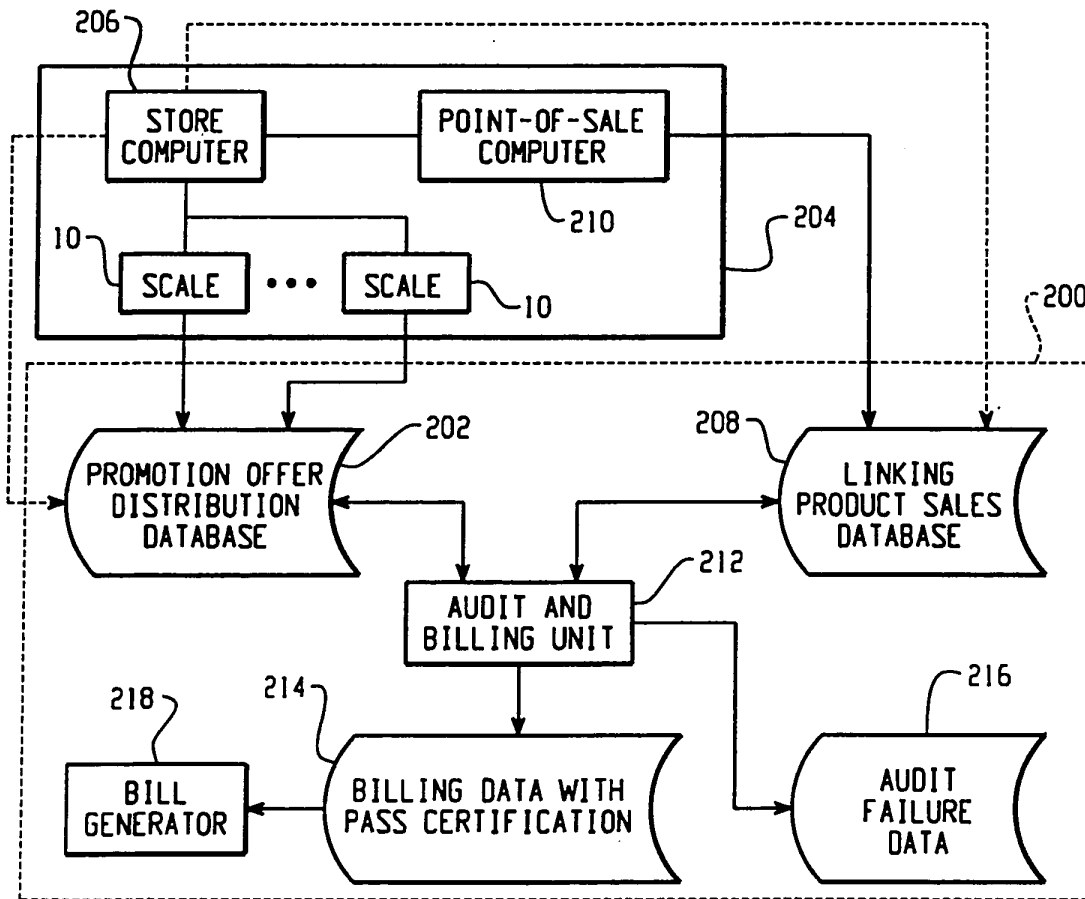 206
STORE
COMPUTER
POINT-OF-SALE
COMPUTER
210
204
10
SCALE
SCALE
10
200
202
208
PROMOTION OFFER
DISTRIBUTION
DATABASE
LINKING
PRODUCT SALES
DATABASE
212
AUDIT AND
BILLING UNIT
218
214
216
BILL
GENERATOR
BILLING DATA WITH
PASS CERTIFICATION
AUDIT
FAILURE
DATA